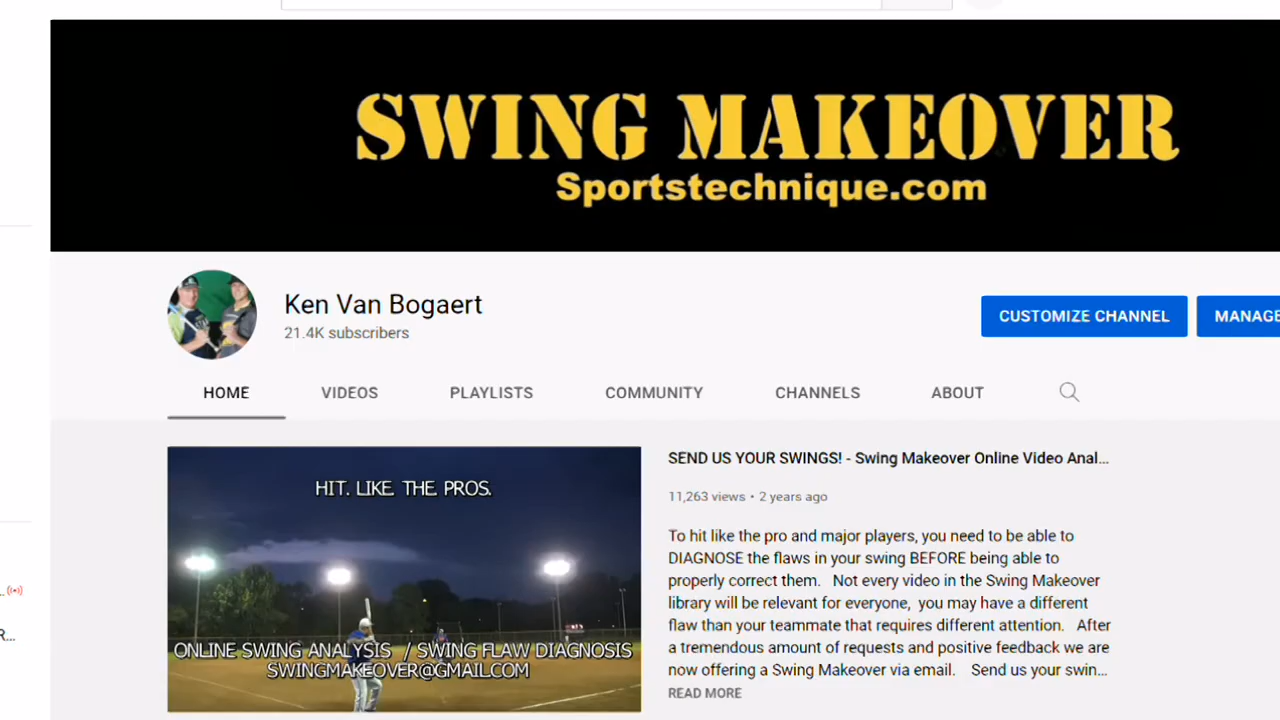 SWING MAKEOVER
Sportstechnique.com
Ken Van Bogaert
21.4K subscribers
CUSTOMIZE CHANNEL
MANAGE
HOME VIDEOS PLAYLISTS COMMUNITY CHANNELS ABOUT
HIT. LIKE. THE. PROS.
ONLINE SWING ANALYSIS / SWING FLAW DIAGNOSIS
SWINGMAKEOVER@GMAIL.COM
SEND US YOUR SWINGS! - Swing Makeover Online Video Anal...
11,263 views • 2 years ago
To hit like the pro and major players, you need to be able to
DIAGNOSE the flaws in your swing BEFORE being able to
properly correct them. Not every video in the Swing Makeover
library will be relevant for everyone, you may have a different
flaw than your teammate that requires different attention. After
a tremendous amount of requests and positive feedback we are
now offering a Swing Makeover via email. Send us your swin...
READ MORE
R...